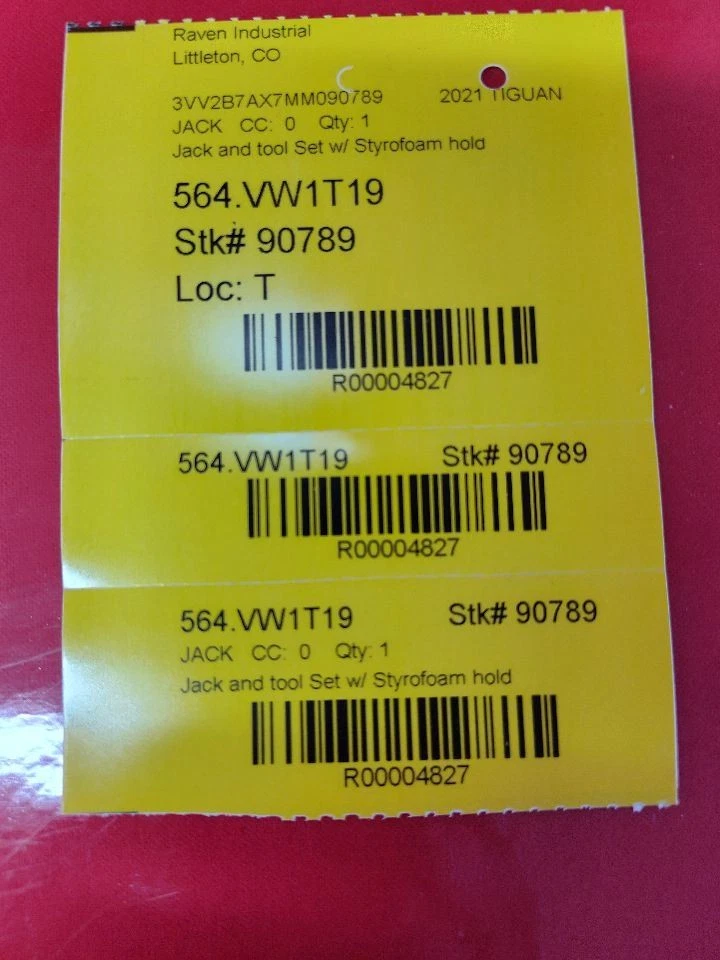 Raven Industrial
Littleton, CO
3VV2B7AX7MM090789 2021 TIGUAN
JACK CC: 0 Qty: 1
Jack and tool Set w/ Styrofoam hold
564.VW1T19
Stk# 90789
Loc: T
R00004827
564.VW1T19 Stk# 90789
R00004827
564.VW1T19 Stk# 90789
JACK CC: 0 Qty: 1
Jack and tool Set w/ Styrofoam hold
R00004827